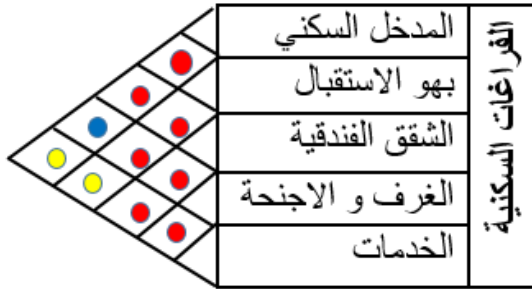 الفراغات السكنية
المدخل السكني
بهو الاستقبال
الشقق الفندقية
الغرف و الاجنحة
الخدمات